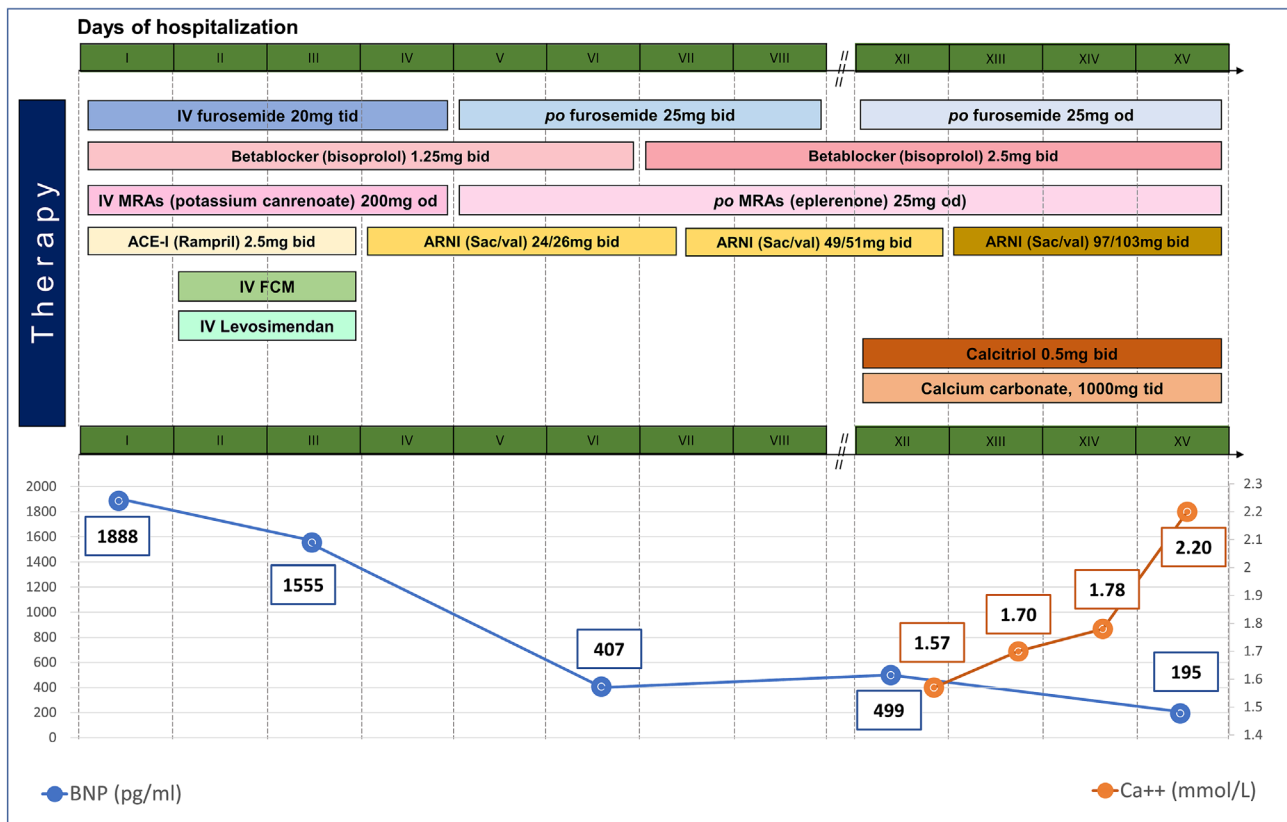 Days of hospitalization
I II III IV V VI VII VIII // XII XIII XIV XV
Therapy
IV furosemide 20mg tid
po furosemide 25mg bid
po furosemide 25mg od
Betablocker (bisoprolol) 1.25mg bid
Betablocker (bisoprolol) 2.5mg bid
IV MRAs (potassium canrenoate) 200mg od
po MRAs (eplerenone) 25mg od)
ACE-I (Rampril) 2.5mg bid
ARNI (Sac/val) 24/26mg bid
ARNI (Sac/val) 49/51mg bid
ARNI (Sac/val) 97/103mg bid
IV FCM
IV Levosimendan
Calcitriol 0.5mg bid
Calcium carbonate, 1000mg tid
I II III IV V VI VII VIII // XII XIII XIV XV
2000
1800
1600
1400
1200
1000
800
600
400
200
0
1888
1555
407
499
195
1.57
1.70
1.78
2.20
2.3
2.2
2.1
2
1.9
1.8
1.7
1.6
1.5
1.4
BNP (pg/ml)
Ca++ (mmol/L)